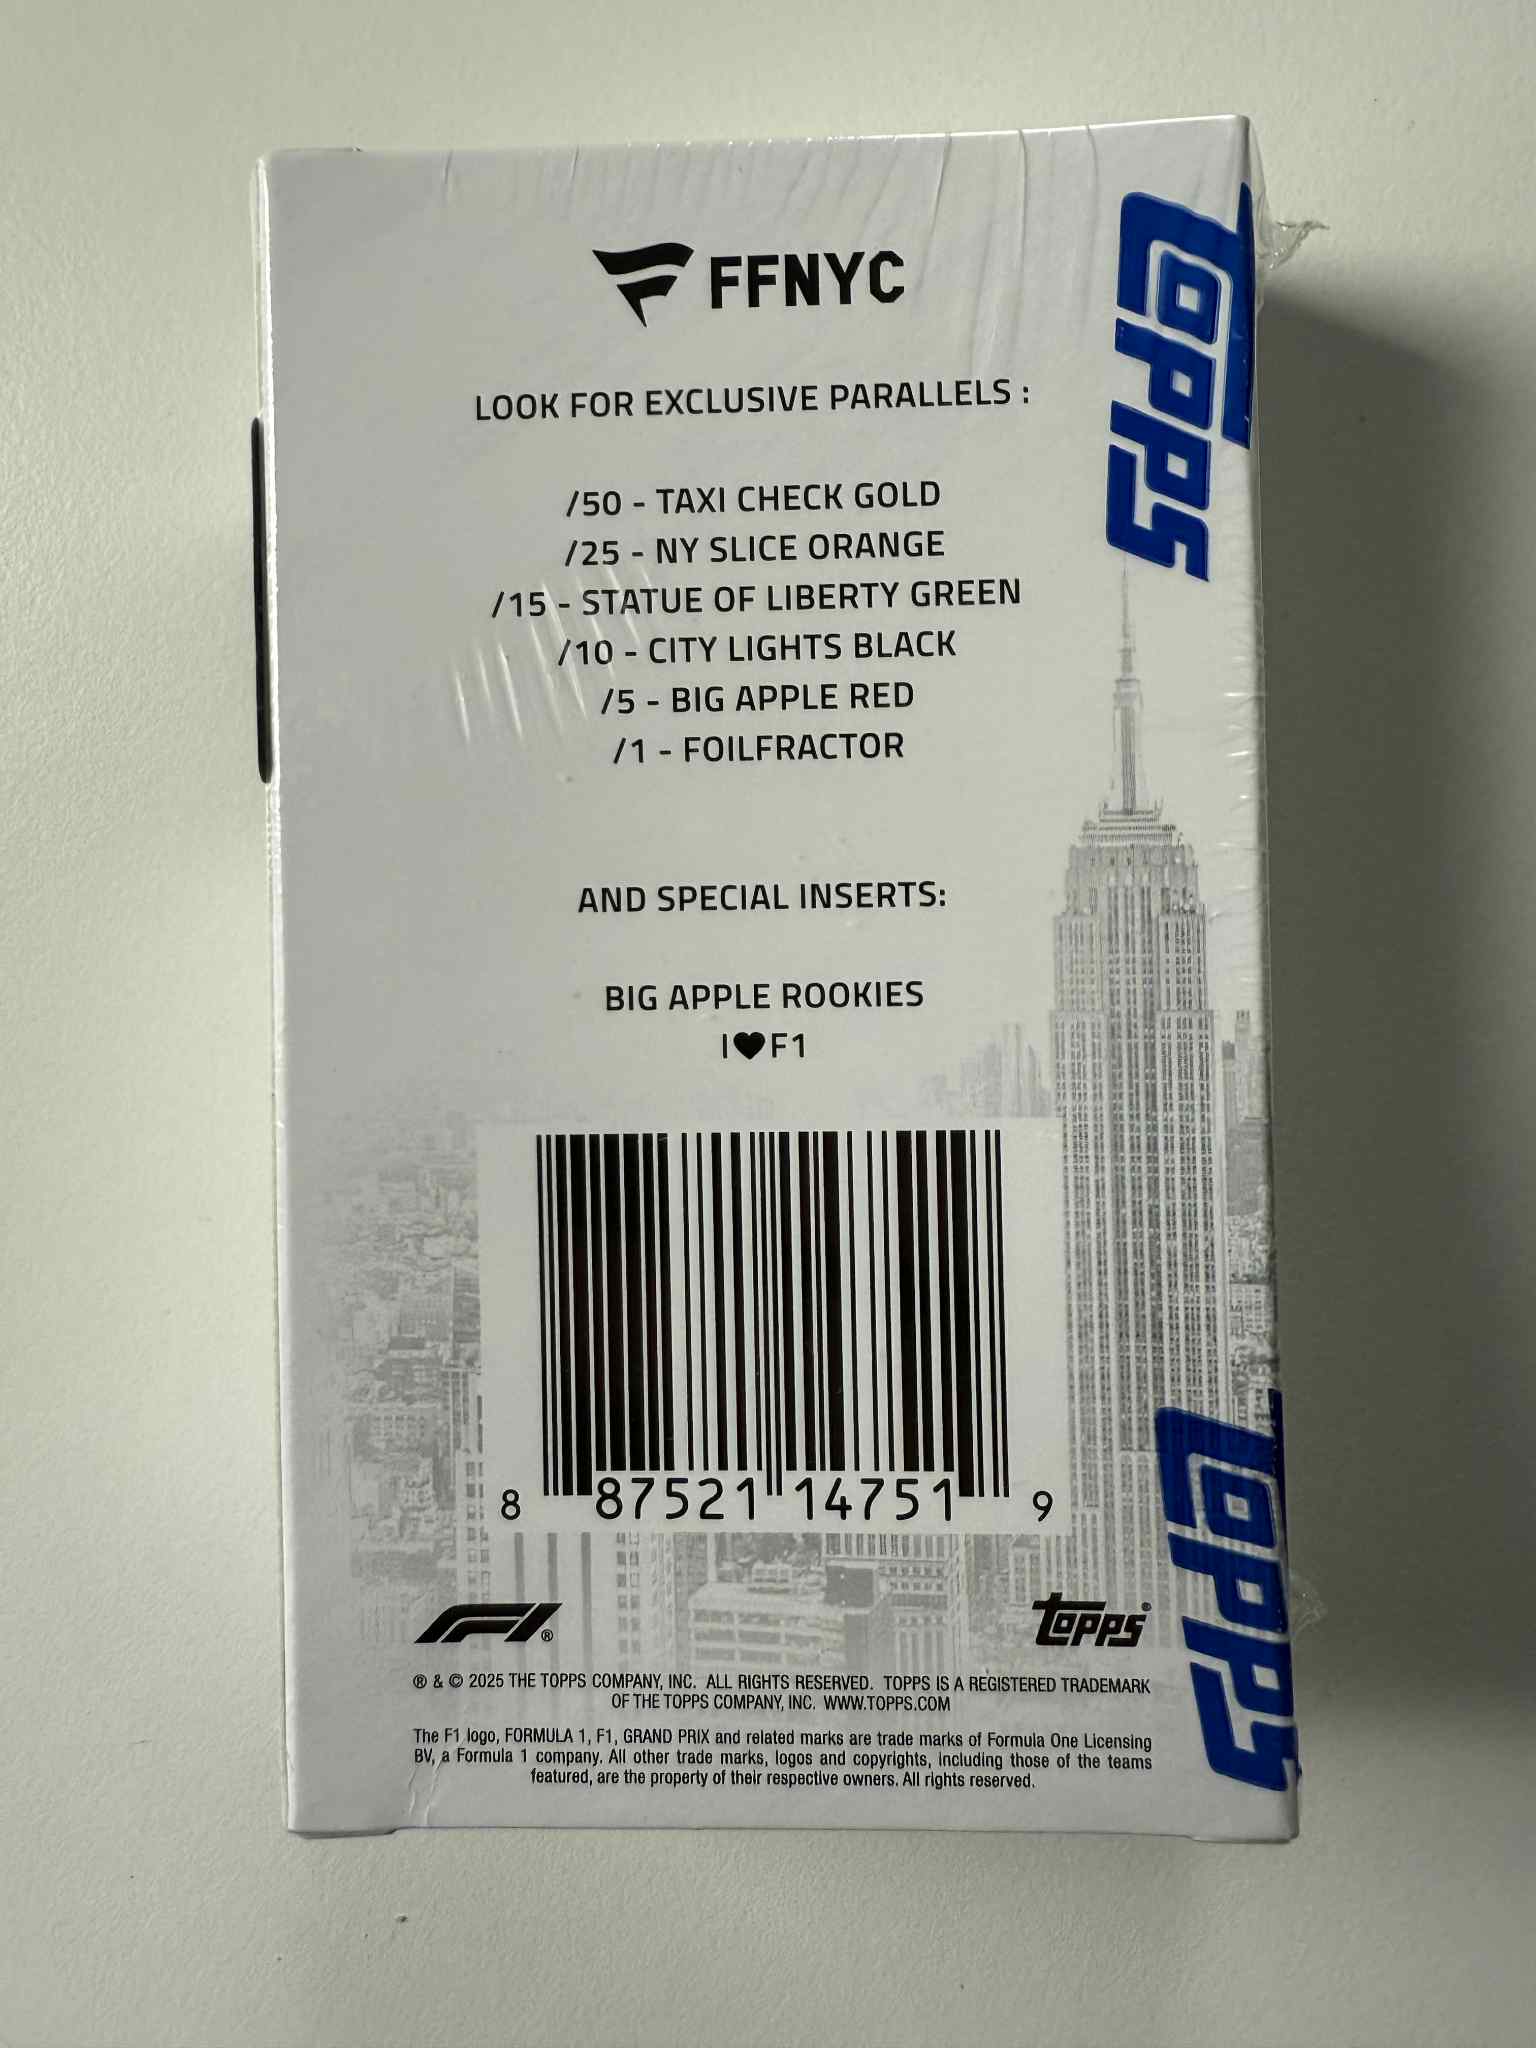 FFNYC
LOOK FOR EXCLUSIVE PARALLELS :
/50 - TAXI CHECK GOLD
/25 - NY SLICE ORANGE
/15 - STATUE OF LIBERTY GREEN
/10 - CITY LIGHTS BLACK
/5 - BIG APPLE RED
/1 - FOILFRACTOR
AND SPECIAL INSERTS:
BIG APPLE ROOKIES
I♥F1
8 87521 14751 9
F1®
topps®
® & © 2025 THE TOPPS COMPANY, INC. ALL RIGHTS RESERVED. TOPPS IS A REGISTERED TRADEMARK
OF THE TOPPS COMPANY, INC. WWW.TOPPS.COM
The F1 logo, FORMULA 1, F1, GRAND PRIX and related marks are trade marks of Formula One Licensing
BV, a Formula 1 company. All other trade marks, logos and copyrights, including those of the teams
featured, are the property of their respective owners. All rights reserved.
topps
topps